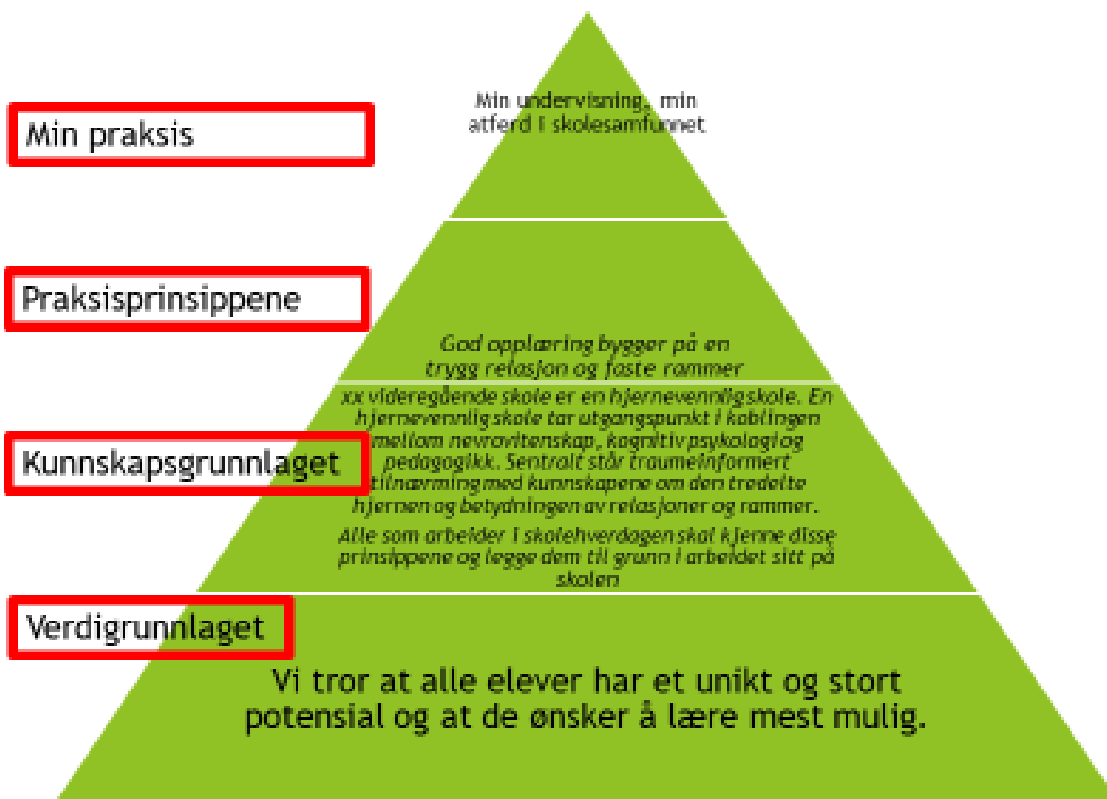 Min undervisning, min
atferd i skolesamfunnet
Min praksis
Praksisprinsippene
God opplæring bygger på en
trygg relasjon og faste rammer
xx videregående skole er en hjernevennlig skole. En
hjernevennlig skole tar utgangspunkt i koblingen
mellom nevrovitenskap, kognitiv psykologi og
pedagogikk. Sentralt står traumeinformert
tilnærming med kunnskapene om den tredelte
hjernen og betydningen av relasjoner og rammer.
Kunnskapsgrunnlaget
Alle som arbeider i skolehverdagen skal kjenne disse
prinsippene og legge dem til grunn i arbeidet sitt på
skolen
Verdigrunnlaget
Vi tror at alle elever har et unikt og stort
potensial og at de ønsker å lære mest mulig.